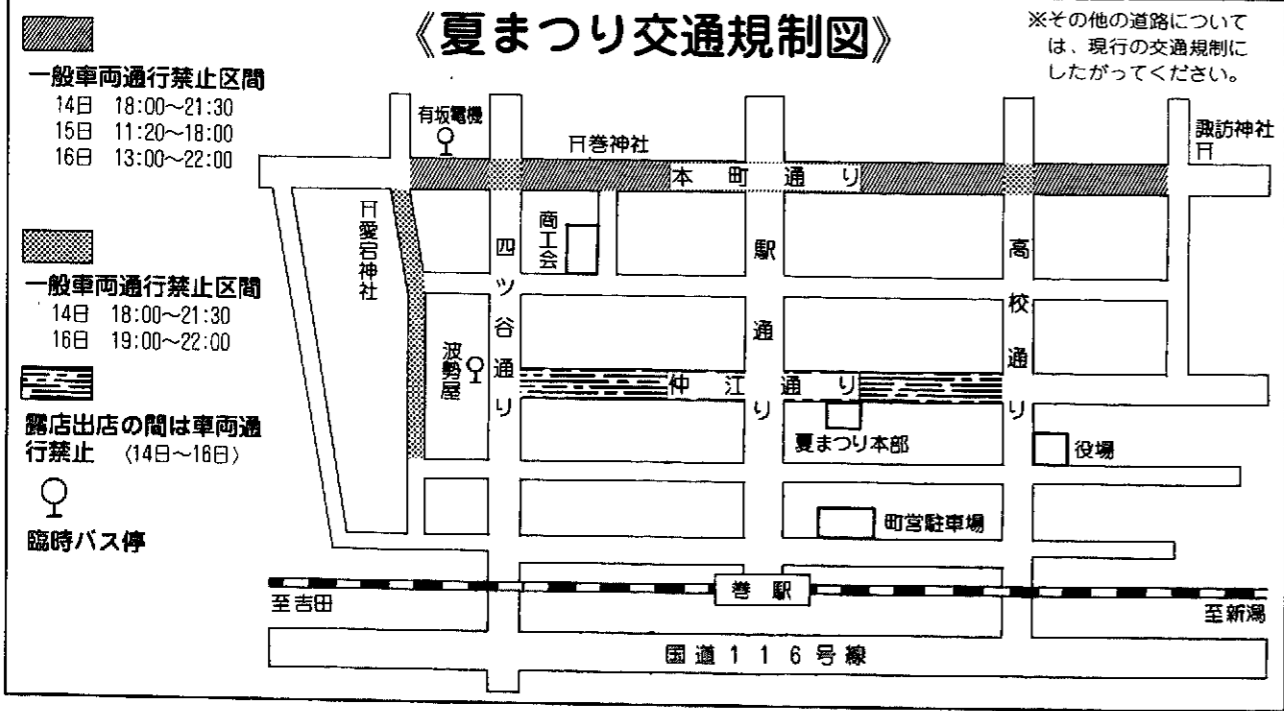 《夏まつり交通規制図》
※その他の道路について
は、現行の交通規制に
したがってください。
一般車両通行禁止区間
14日 18:00〜21:30
15日 11:20〜18:00
16日 13:00〜22:00
一般車両通行禁止区間
14日 18:00〜21:30
16日 19:00〜22:00
露店出店の間は車両通
行禁止 (14日〜16日)
臨時バス停
有坂電機
巻神社
諏訪神社
本町通り
愛宕神社
商工会
四ツ谷通り
駅通り
高校通り
波勢屋
仲江通り
夏まつり本部
役場
町営駐車場
巻駅
至吉田
至新潟
国道116号線